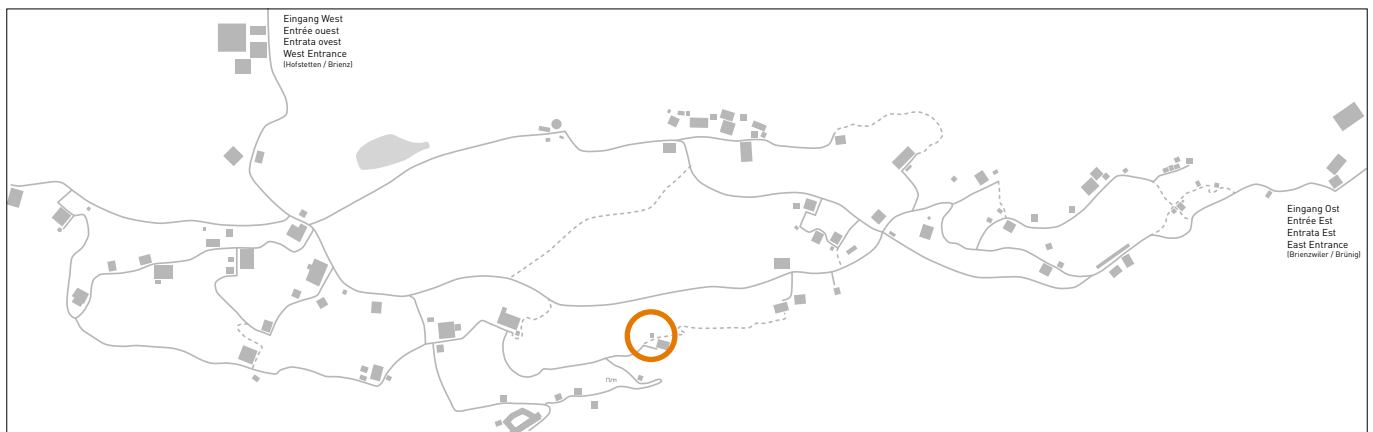 Eingang West
Entrée ouest
Entrata ovest
West Entrance
(Hofstetten / Brienz)
Eingang Ost
Entrée Est
Entrata Est
East Entrance
(Brienzwiler / Brünig)